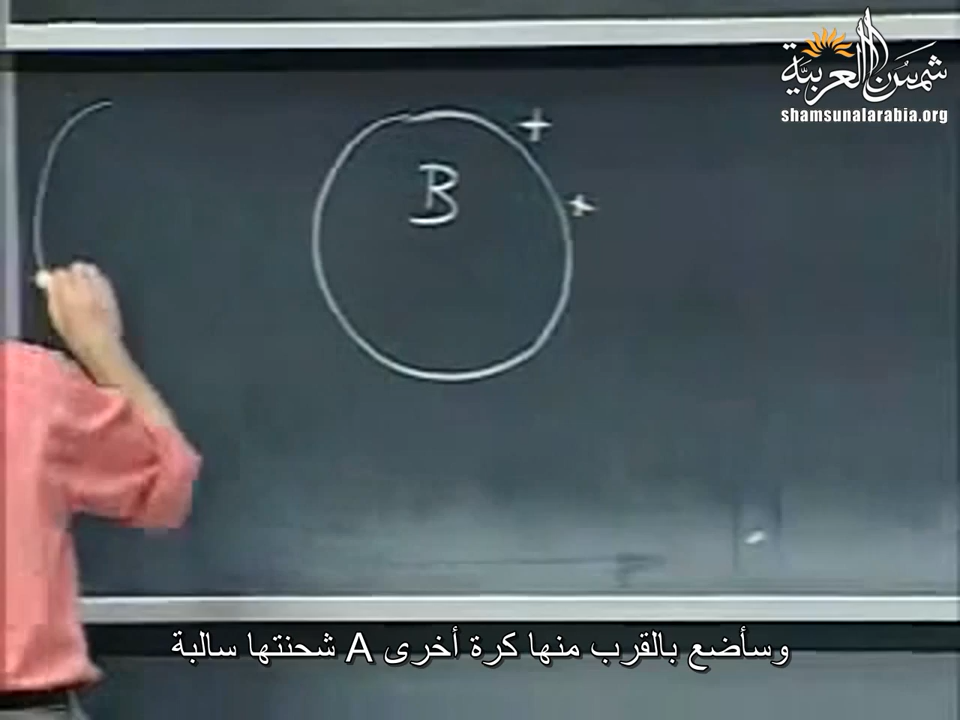 شمس العربية
shamsunalarabia.org
+
B
+
وسأضع بالقرب منها كرة أخرى A شحنتها سالبة